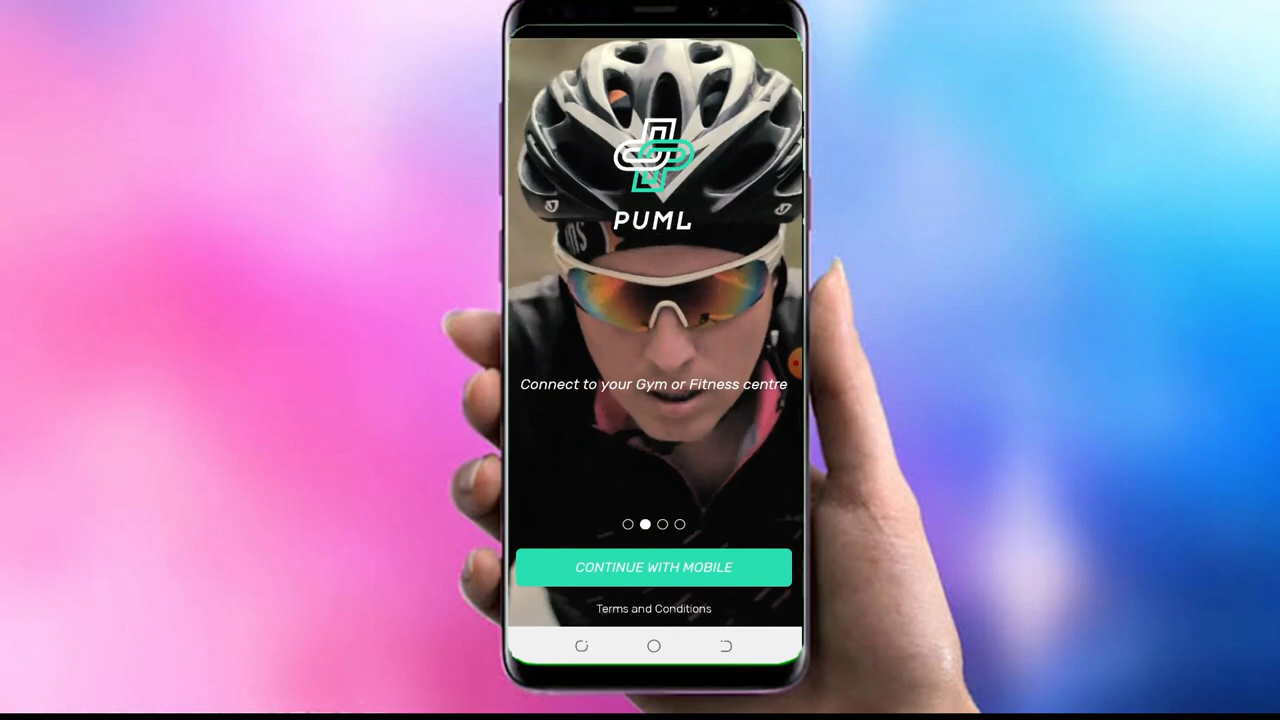 PUML
Connect to your Gym or Fitness centre
CONTINUE WITH MOBILE
Terms and Conditions